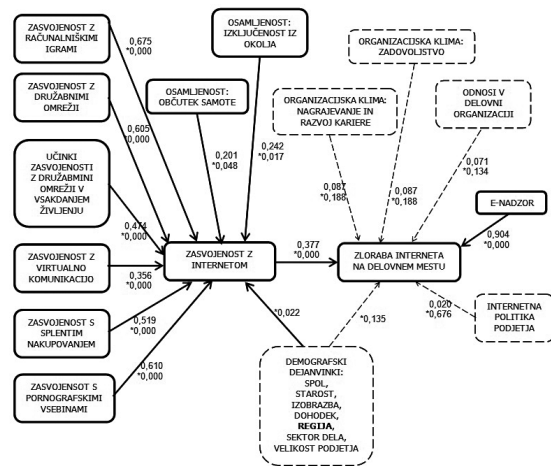 ZASVOJENOST Z
RAČUNALNIŠKIMI
IGRAMI
0,675
*0,000
OSAMLJENOST:
IZKLJUČENOST IZ
OKOLJA
ORGANIZACIJSKA KLIMA:
ZADOVOLJSTVO
ZASVOJENOST Z
DRUŽABNIMI
OMREŽJI
0,605
*0,000
OSAMLJENOST:
OBČUTEK SAMOTE
ORGANIZACIJSKA KLIMA:
NAGRAJEVANJE IN
RAZVOJ KARIERE
ODNOSI V
DELOVNI
ORGANIZACIJI
UČINKI
ZASVOJENOSTI
Z DRUŽABMINI
OMREŽJI V
VSAKDANJEM
ŽIVLJENJU
0,474
*0,000
0,201
*0,048
0,242
*0,017
0,087
*0,188
0,087
*0,188
0,071
*0,134
E-NADZOR
0,904
*0,000
ZASVOJENOST Z
VIRTUALNO
KOMUNIKACIJO
0,356
*0,000
ZASVOJENOST Z
INTERNETOM
0,377
*0,000
ZLORABA INTERNETA
NA DELOVNEM MESTU
0,020
*0,676
INTERNETNA
POLITIKA
PODJETJA
ZASVOJENOST S
SPLENTIM
NAKUPOVANJEM
0,519
*0,000
*0,022
*0,135
ZASVOJENSOT S
PORNOGRAFSKIMI
VSEBINAMI
0,610
*0,000
DEMOGRAFSKI
DEJANVINKI:
SPOL,
STAROST,
IZOBRAZBA,
DOHODEK,
REGIJA,
SEKTOR DELA,
VELIKOST PODJETJA